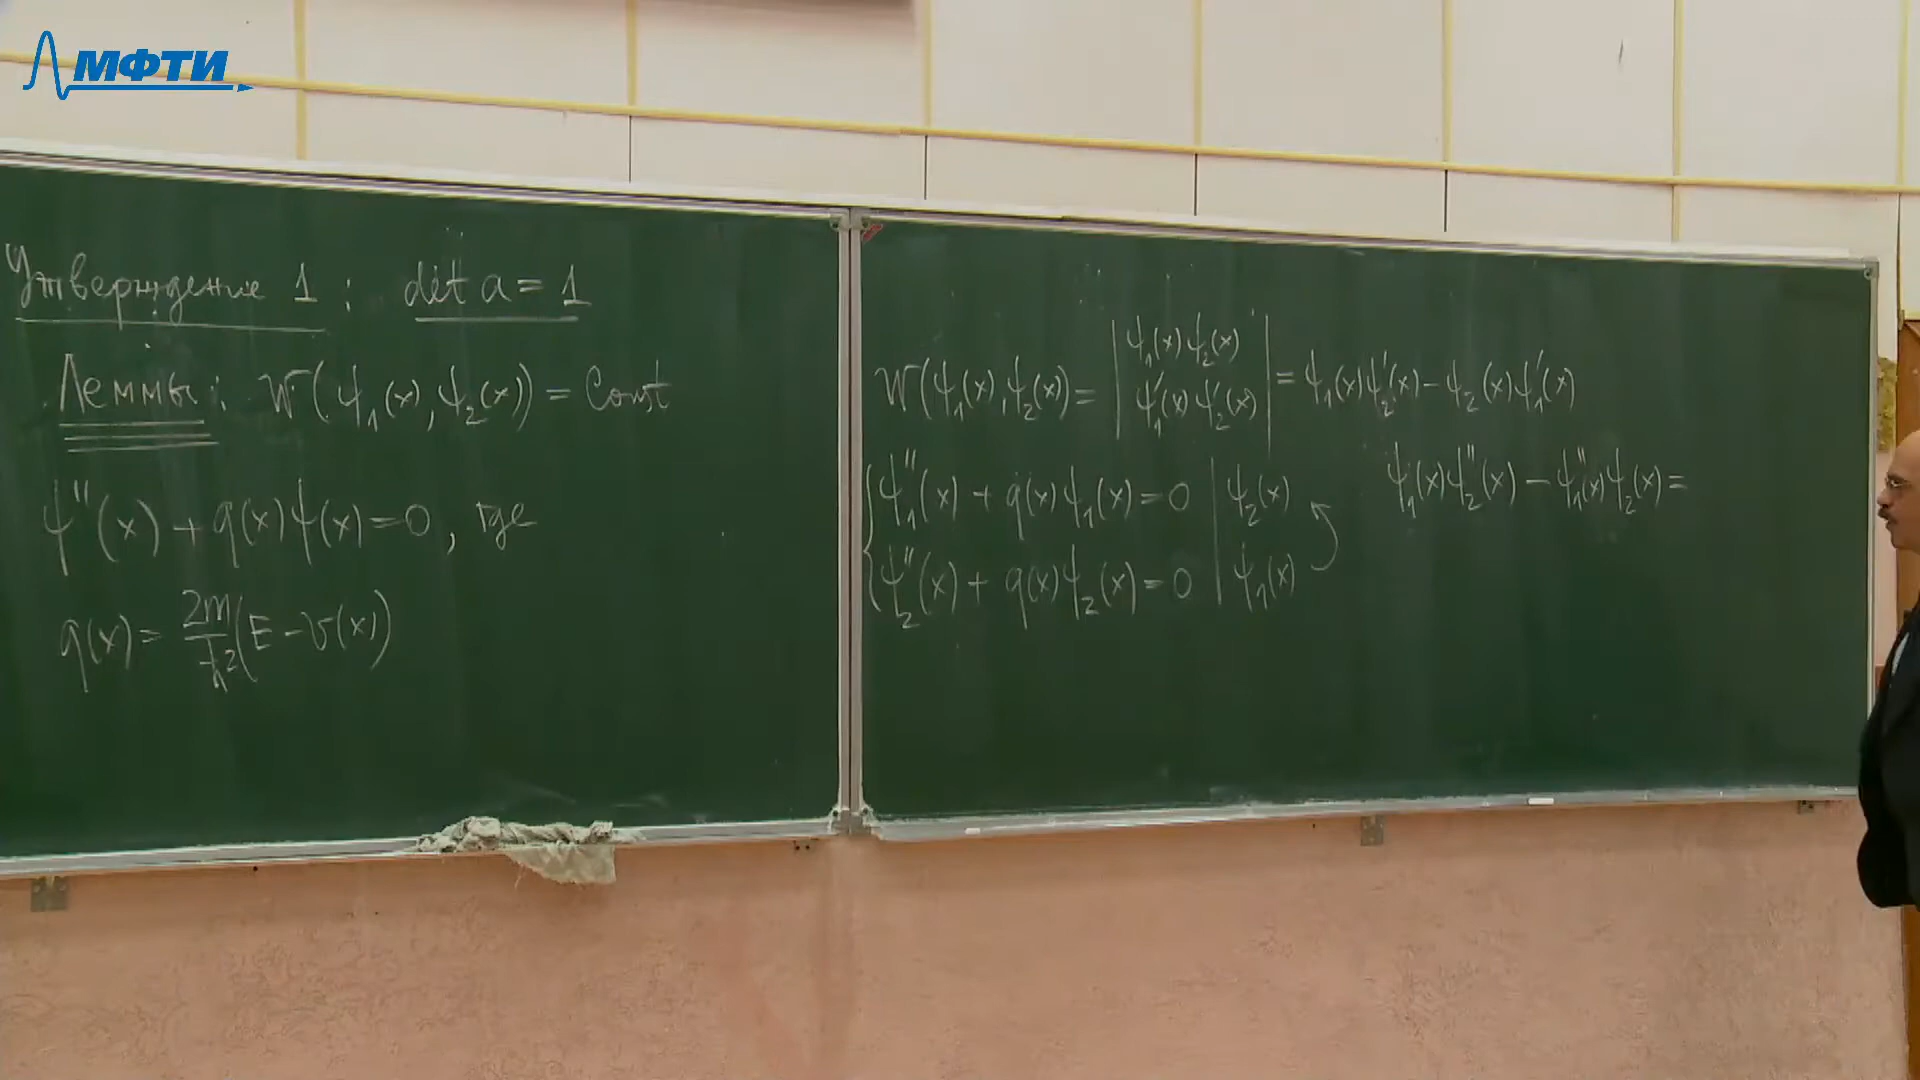 МФТИ
Утверждение 1 : det a = 1
Леммы : W(ψ₁(x), ψ₂(x)) = Const
ψ''(x) + q(x)ψ(x) = 0, где
q(x) = 2m/ħ² (E − v(x))
W(ψ₁(x), ψ₂(x)) = | ψ₁(x) ψ₂(x) | = ψ₁(x)ψ₂'(x) − ψ₂(x)ψ₁'(x)
| ψ₁'(x) ψ₂'(x) |
{ ψ₁''(x) + q(x)ψ₁(x) = 0 | ψ₂(x)
{ ψ₂''(x) + q(x)ψ₂(x) = 0 | ψ₁(x)
ψ₁(x)ψ₂''(x) − ψ₁''(x)ψ₂(x) =